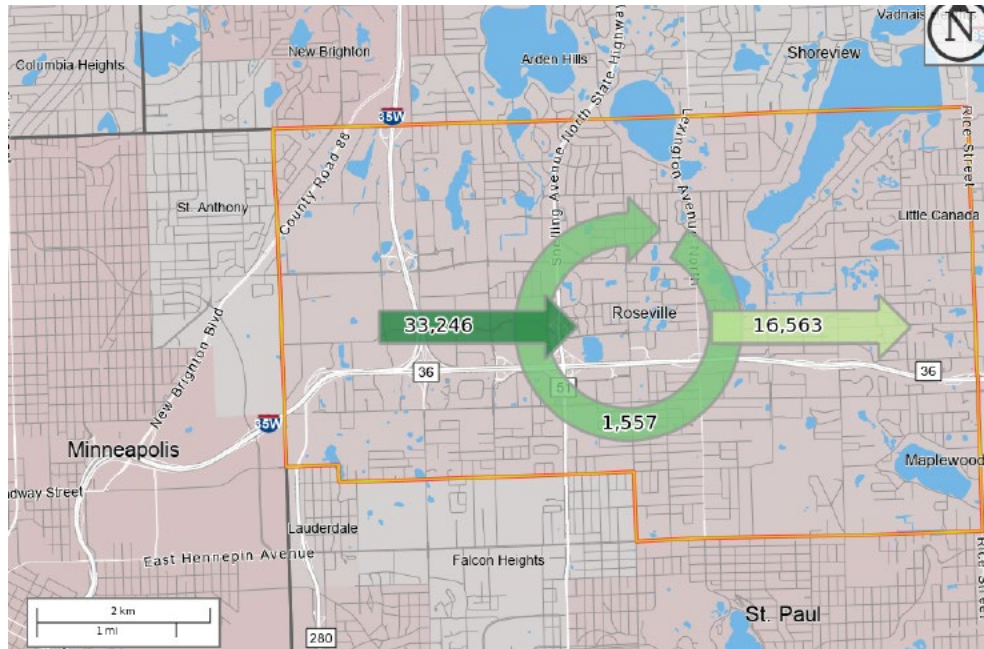 Vadnais
N
Columbia Heights
New Brighton
Arden Hills
Shoreview
Snelling Avenue North State Highway
Lexington Avenue North
Rice Street
35W
County Road 88
St. Anthony
Little Canada
33,246
Roseville
16,563
New Brighton Blvd
36
51
36
35W
1,557
Minneapolis
Maplewood
adway Street
Lauderdale
East Hennepin Avenue
Falcon Heights
Rice Street
2 km
1 mi
280
St. Paul